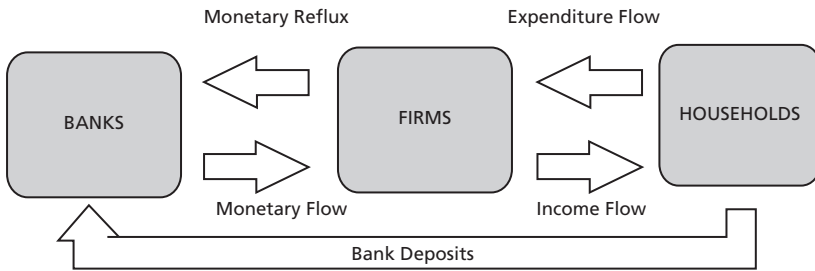 Monetary Reflux
Expenditure Flow
BANKS
FIRMS
HOUSEHOLDS
Monetary Flow
Income Flow
Bank Deposits